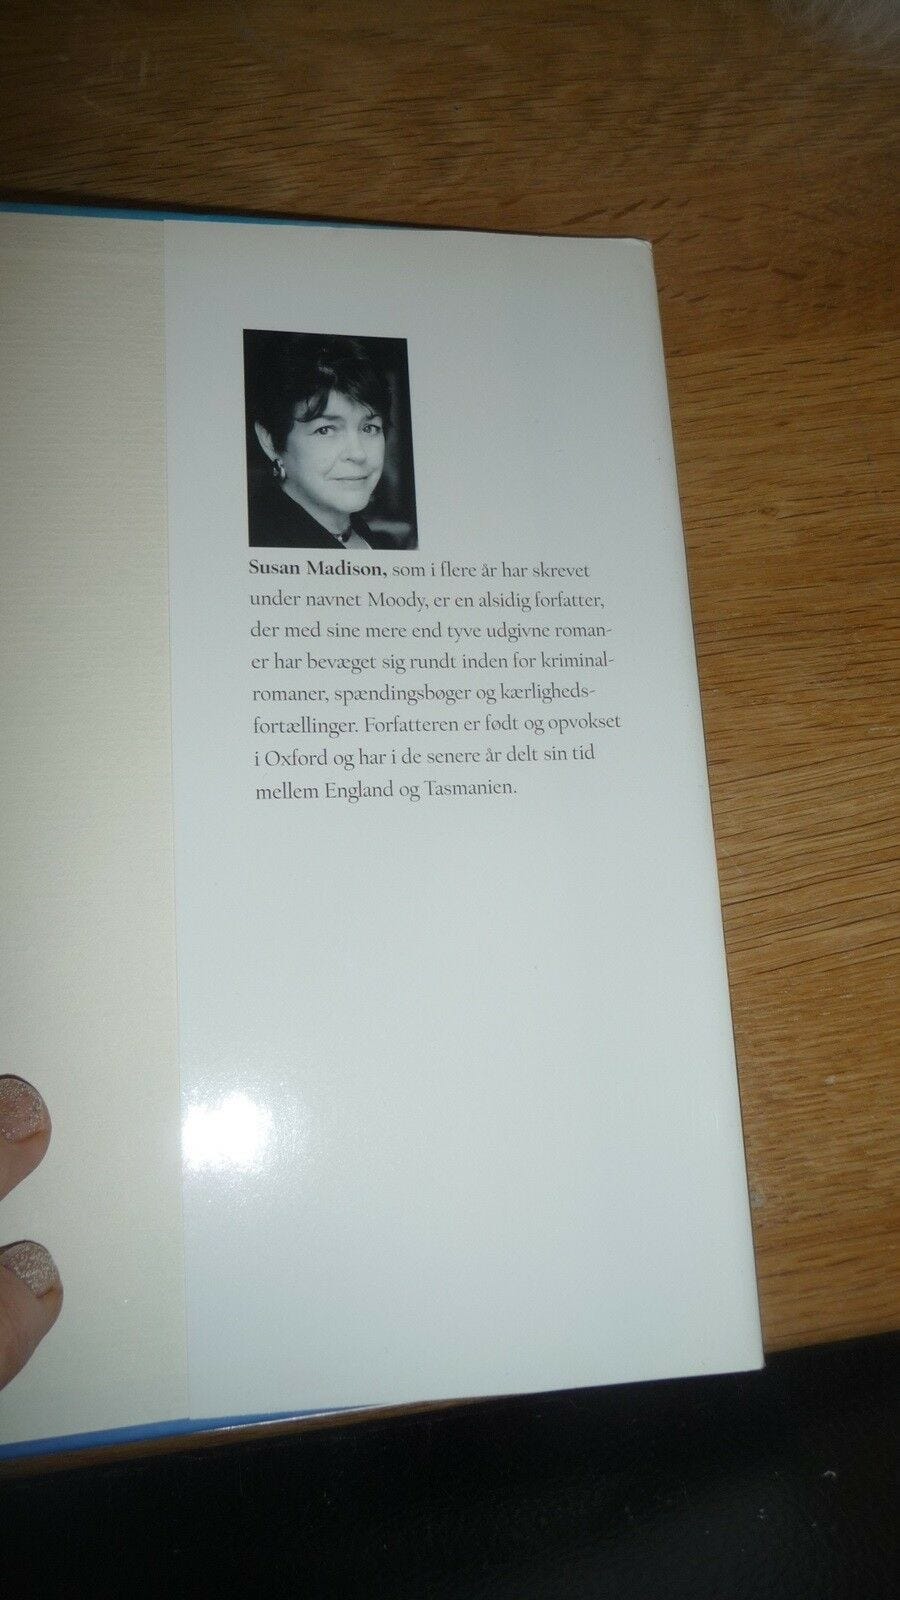 Susan Madison, som i flere år har skrevet
under navnet Moody, er en alsidig forfatter,
der med sine mere end tyve udgivne roman-
er har bevæget sig rundt inden for kriminal-
romaner, spændingsbøger og kærligheds-
fortællinger. Forfatteren er født og opvokset
i Oxford og har i de senere år delt sin tid
mellem England og Tasmanien.